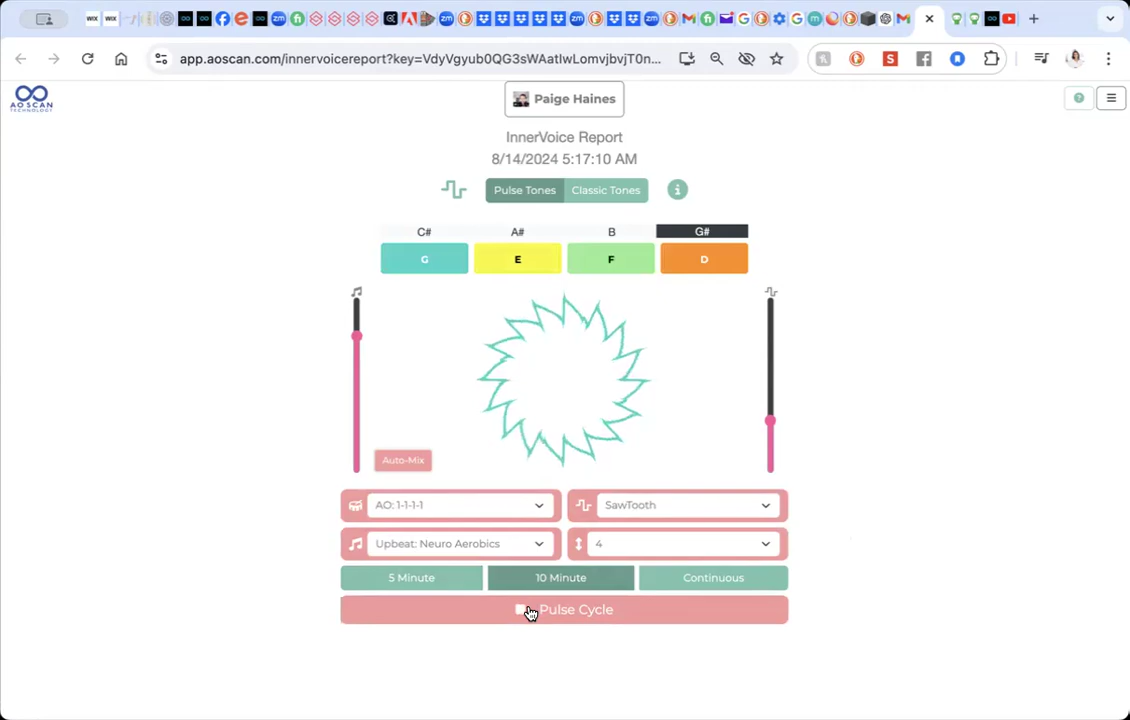 app.aoscan.com/innervoicereport?key=VdyVgyub0QG3sWAatIwLomvjbvjT0n...
AO SCAN
TECHNOLOGY
Paige Haines
InnerVoice Report
8/14/2024 5:17:10 AM
Pulse Tones Classic Tones
C# A# B G#
G E F D
Auto-Mix
AO: 1-1-1-1 SawTooth
Upbeat: Neuro Aerobics 4
5 Minute 10 Minute Continuous
Pulse Cycle